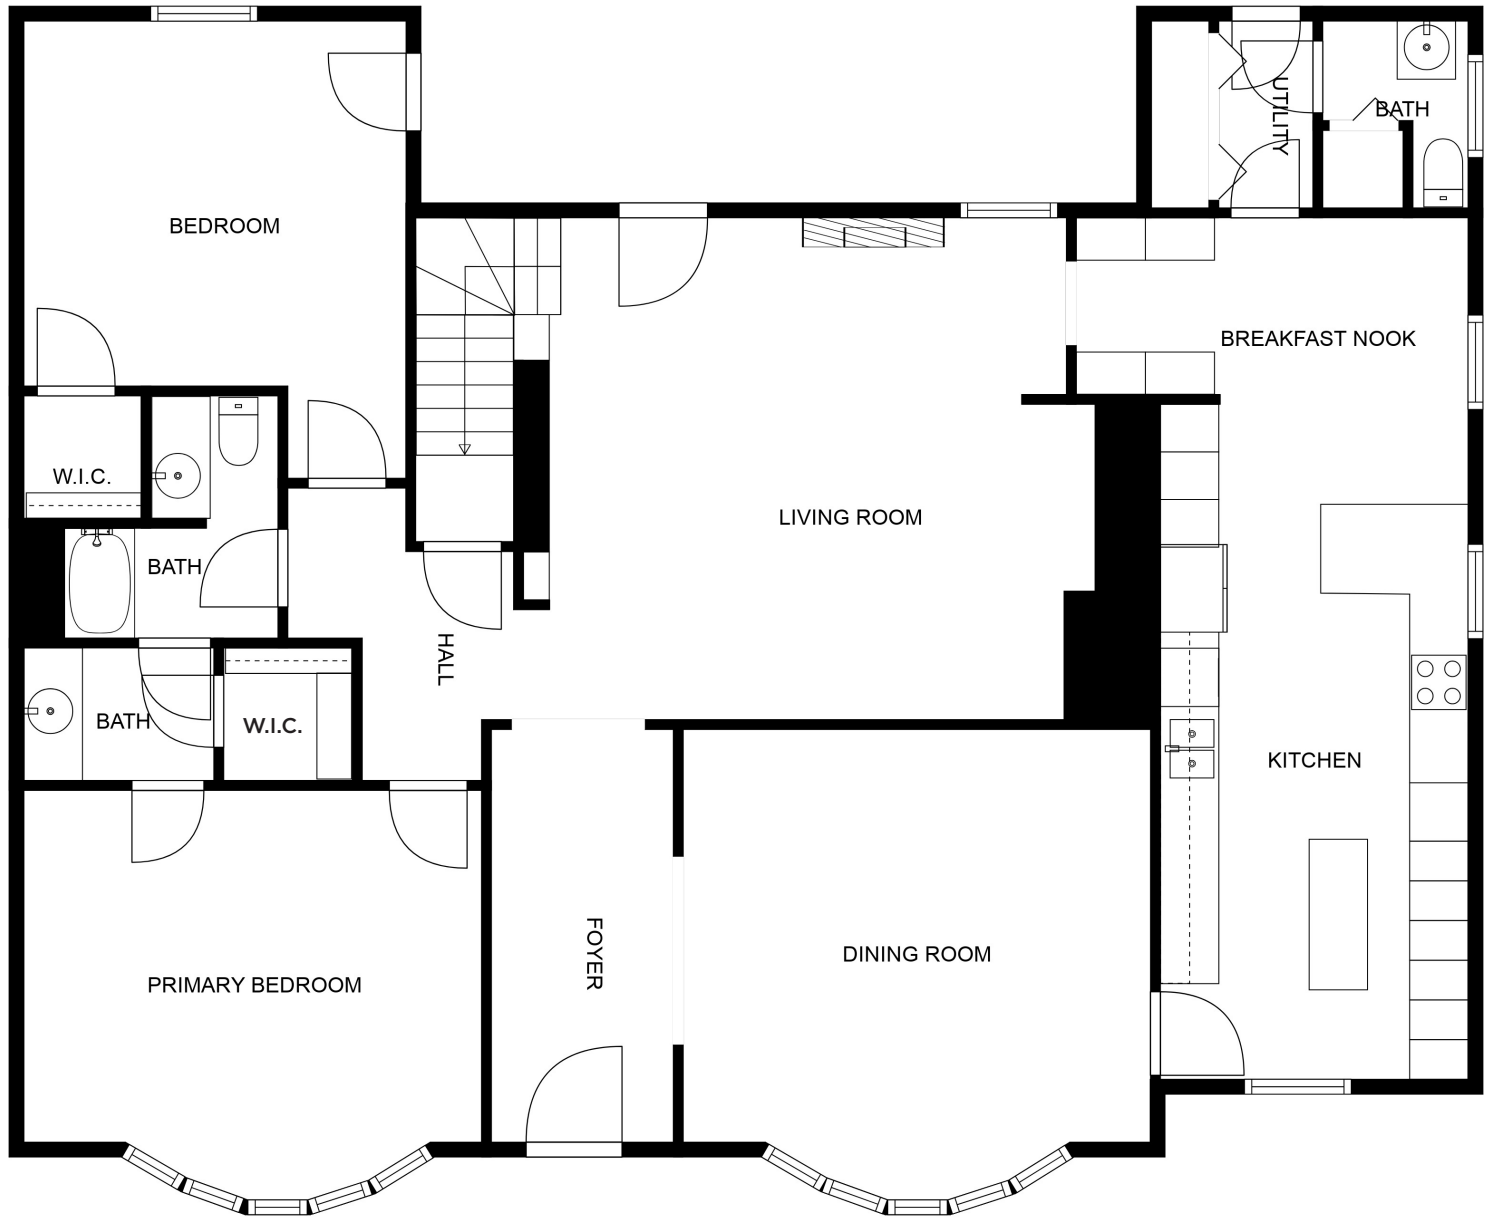 UTILITY
BATH
BEDROOM
BREAKFAST NOOK
W.I.C.
LIVING ROOM
BATH
HALL
BATH
W.I.C.
KITCHEN
FOYER
DINING ROOM
PRIMARY BEDROOM